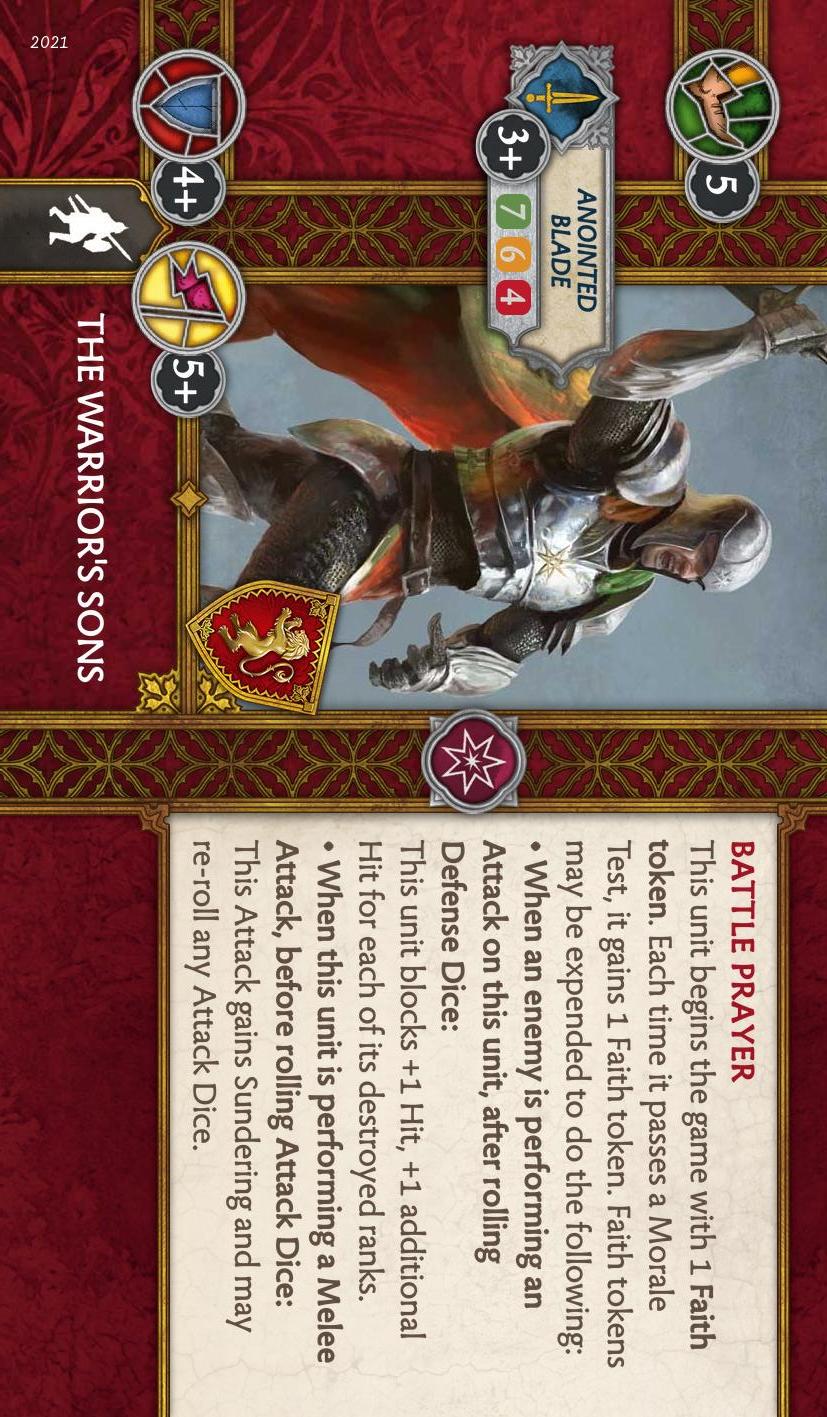 5
ANOINTED
BLADE
3+
7 6 4
4+
5+
THE WARRIOR'S SONS
BATTLE PRAYER
This unit begins the game with 1 Faith
token. Each time it passes a Morale
Test, it gains 1 Faith token. Faith tokens
may be expended to do the following:
• When an enemy is performing an
Attack on this unit, after rolling
Defense Dice:
This unit blocks +1 Hit, +1 additional
Hit for each of its destroyed ranks.
• When this unit is performing a Melee
Attack, before rolling Attack Dice:
This Attack gains Sundering and may
re-roll any Attack Dice.
2021